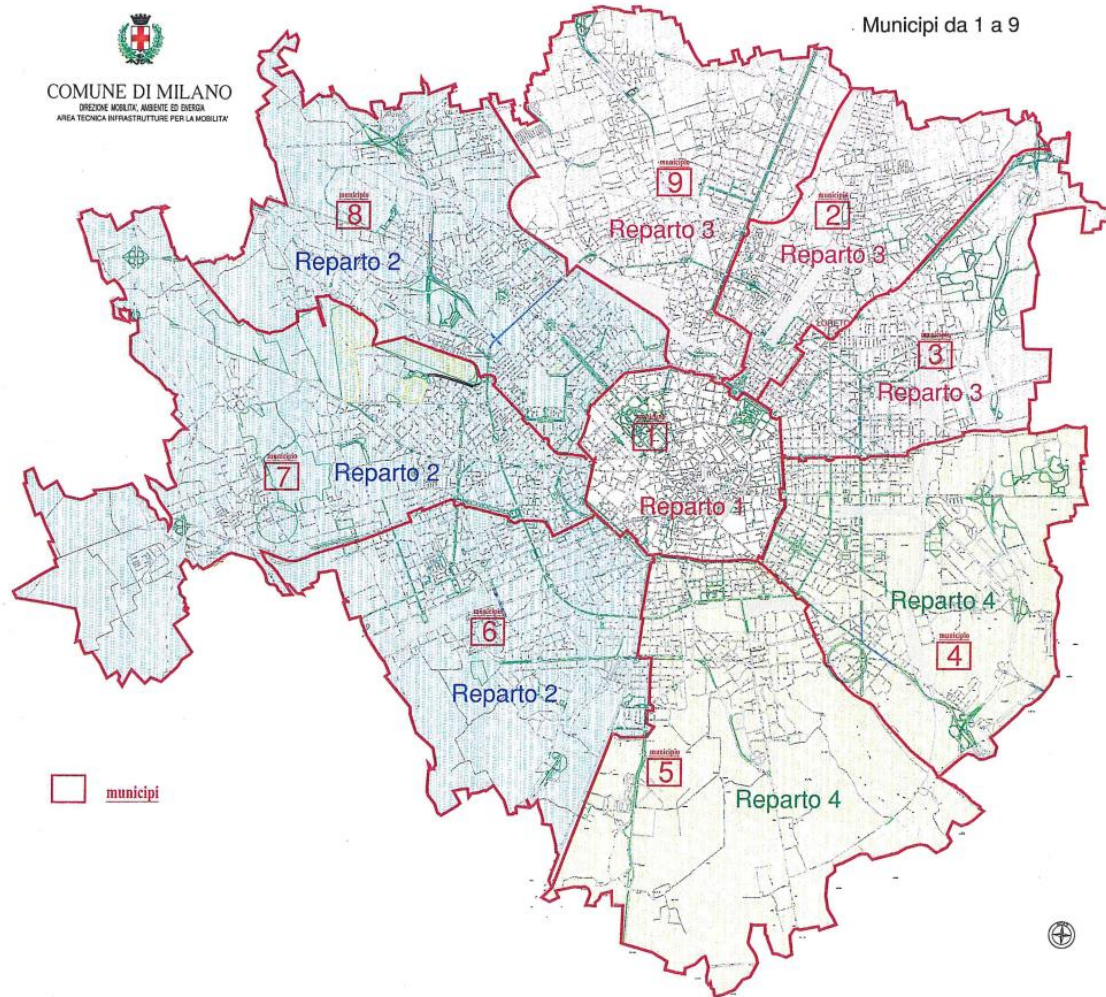 Municipi da 1 a 9
COMUNE DI MILANO
DIREZIONE MOBILITA', AMBIENTE ED ENERGIA
AREA TECNICA INFRASTRUTTURE PER LA MOBILITA'
municipio
9
Reparto 3
municipio
2
Reparto 3
municipio
8
Reparto 2
LORETO
municipio
3
Reparto 3
municipio
1
Reparto 1
municipio
7
Reparto 2
municipio
6
Reparto 2
Reparto 4
municipio
4
municipio
5
Reparto 4
municipi